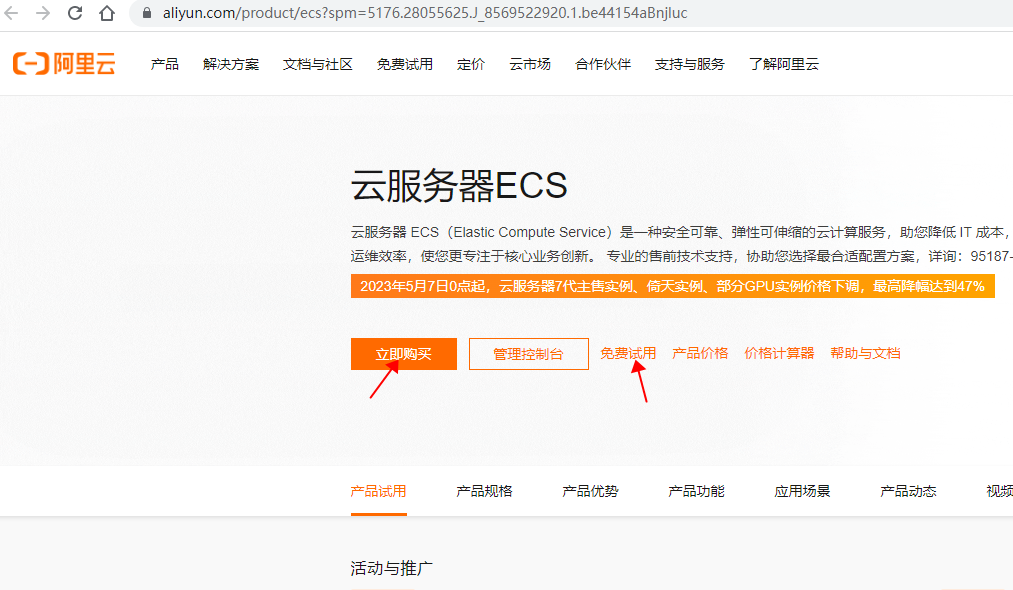 aliyun.com/product/ecs?spm=5176.28055625.J_8569522920.1.be44154aBnjluc
阿里云 产品 解决方案 文档与社区 免费试用 定价 云市场 合作伙伴 支持与服务 了解阿里云
云服务器ECS
云服务器 ECS（Elastic Compute Service）是一种安全可靠、弹性可伸缩的云计算服务，助您降低 IT 成本，
运维效率，使您更专注于核心业务创新。 专业的售前技术支持，协助您选择最合适配置方案，详询：95187-
2023年5月7日0点起，云服务器7代主售实例、倚天实例、部分GPU实例价格下调，最高降幅达到47%
立即购买 管理控制台 免费试用 产品价格 价格计算器 帮助与文档
产品试用 产品规格 产品优势 产品功能 应用场景 产品动态 视频
活动与推广